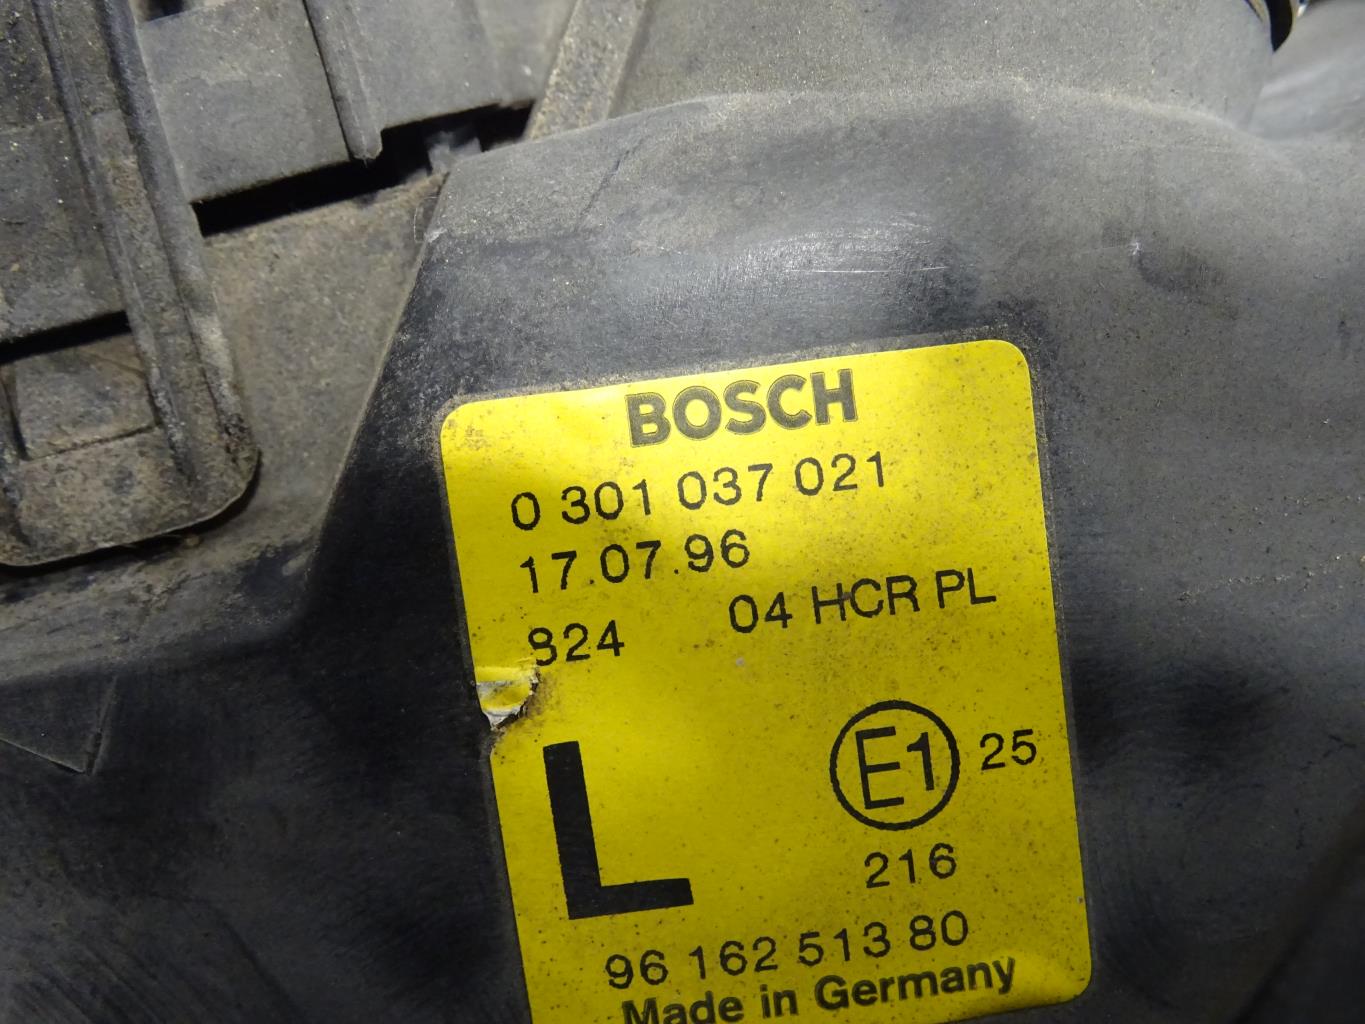 BOSCH
0 301 037 021
17.07.96
824 04 HCR PL
L
E1 25
216
96 162 513 80
Made in Germany